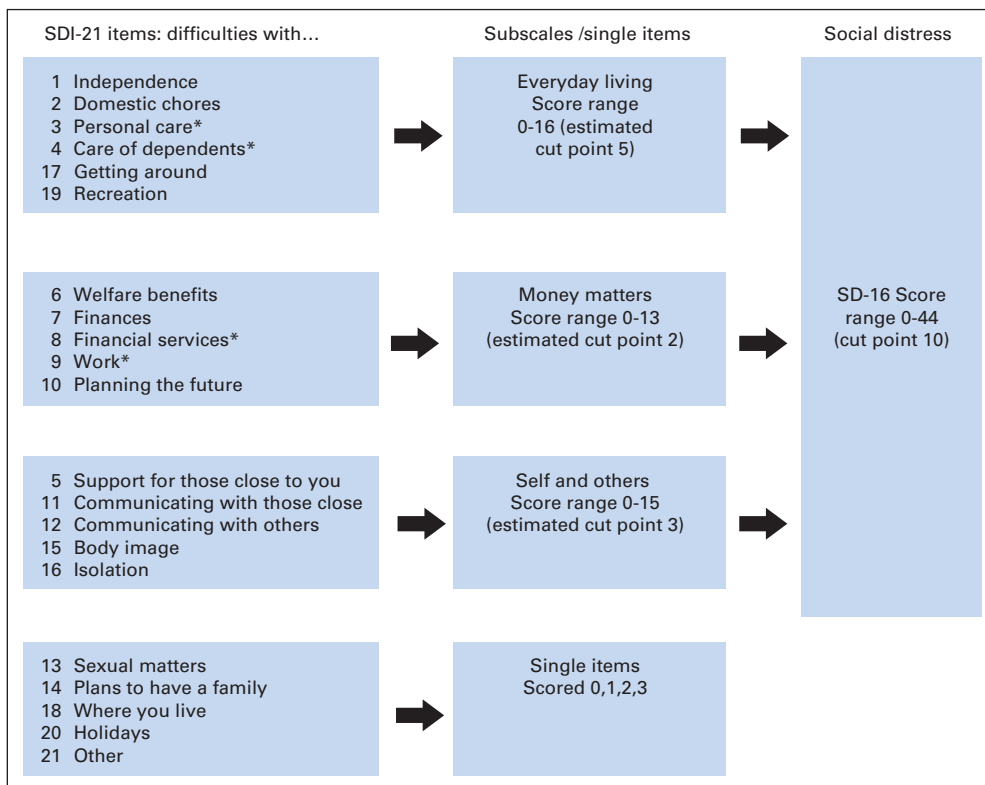 SDI-21 items: difficulties with…
Subscales /single items
Social distress
1 Independence
2 Domestic chores
3 Personal care*
4 Care of dependents*
17 Getting around
19 Recreation
Everyday living
Score range
0-16 (estimated
cut point 5)
6 Welfare benefits
7 Finances
8 Financial services*
9 Work*
10 Planning the future
Money matters
Score range 0-13
(estimated cut point 2)
SD-16 Score
range 0-44
(cut point 10)
5 Support for those close to you
11 Communicating with those close
12 Communicating with others
15 Body image
16 Isolation
Self and others
Score range 0-15
(estimated cut point 3)
13 Sexual matters
14 Plans to have a family
18 Where you live
20 Holidays
21 Other
Single items
Scored 0,1,2,3